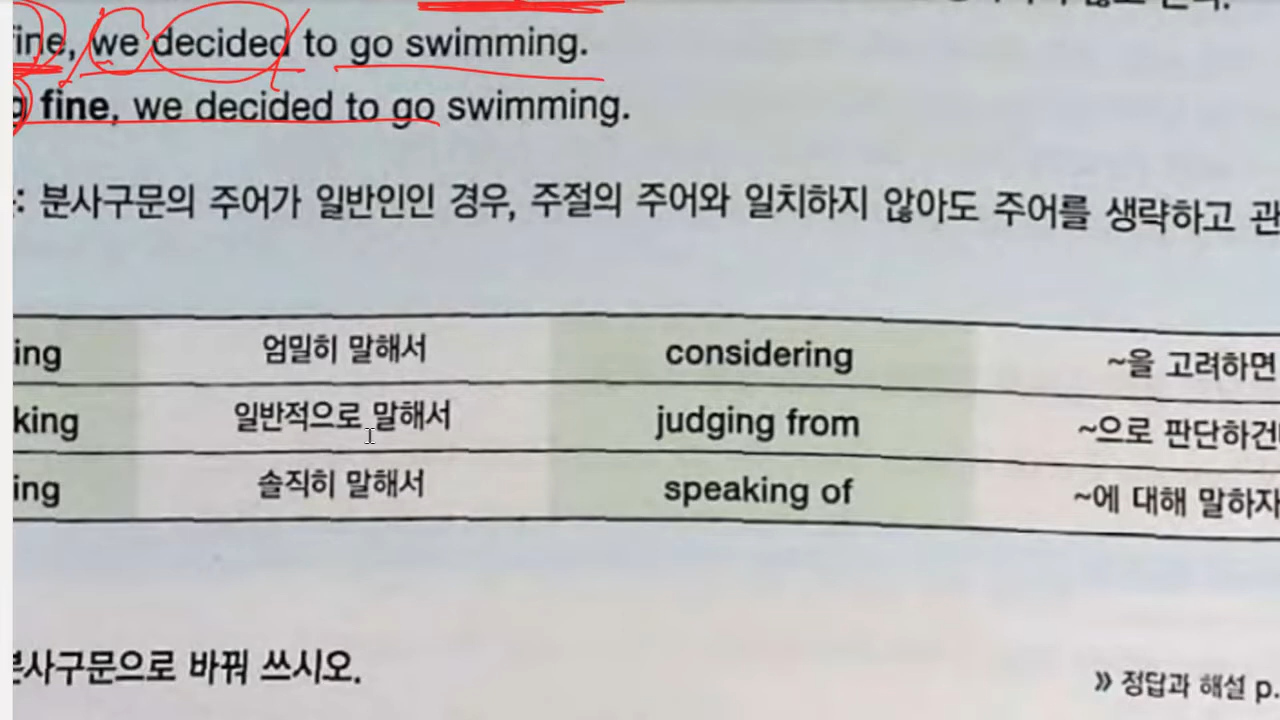 ine, we decided to go swimming.
g fine, we decided to go swimming.
: 분사구문의 주어가 일반인인 경우, 주절의 주어와 일치하지 않아도 주어를 생략하고 관
ing 엄밀히 말해서 considering ~을 고려하면
king 일반적으로 말해서 judging from ~으로 판단하건
ing 솔직히 말해서 speaking of ~에 대해 말하자
분사구문으로 바꿔 쓰시오.
» 정답과 해설 p.